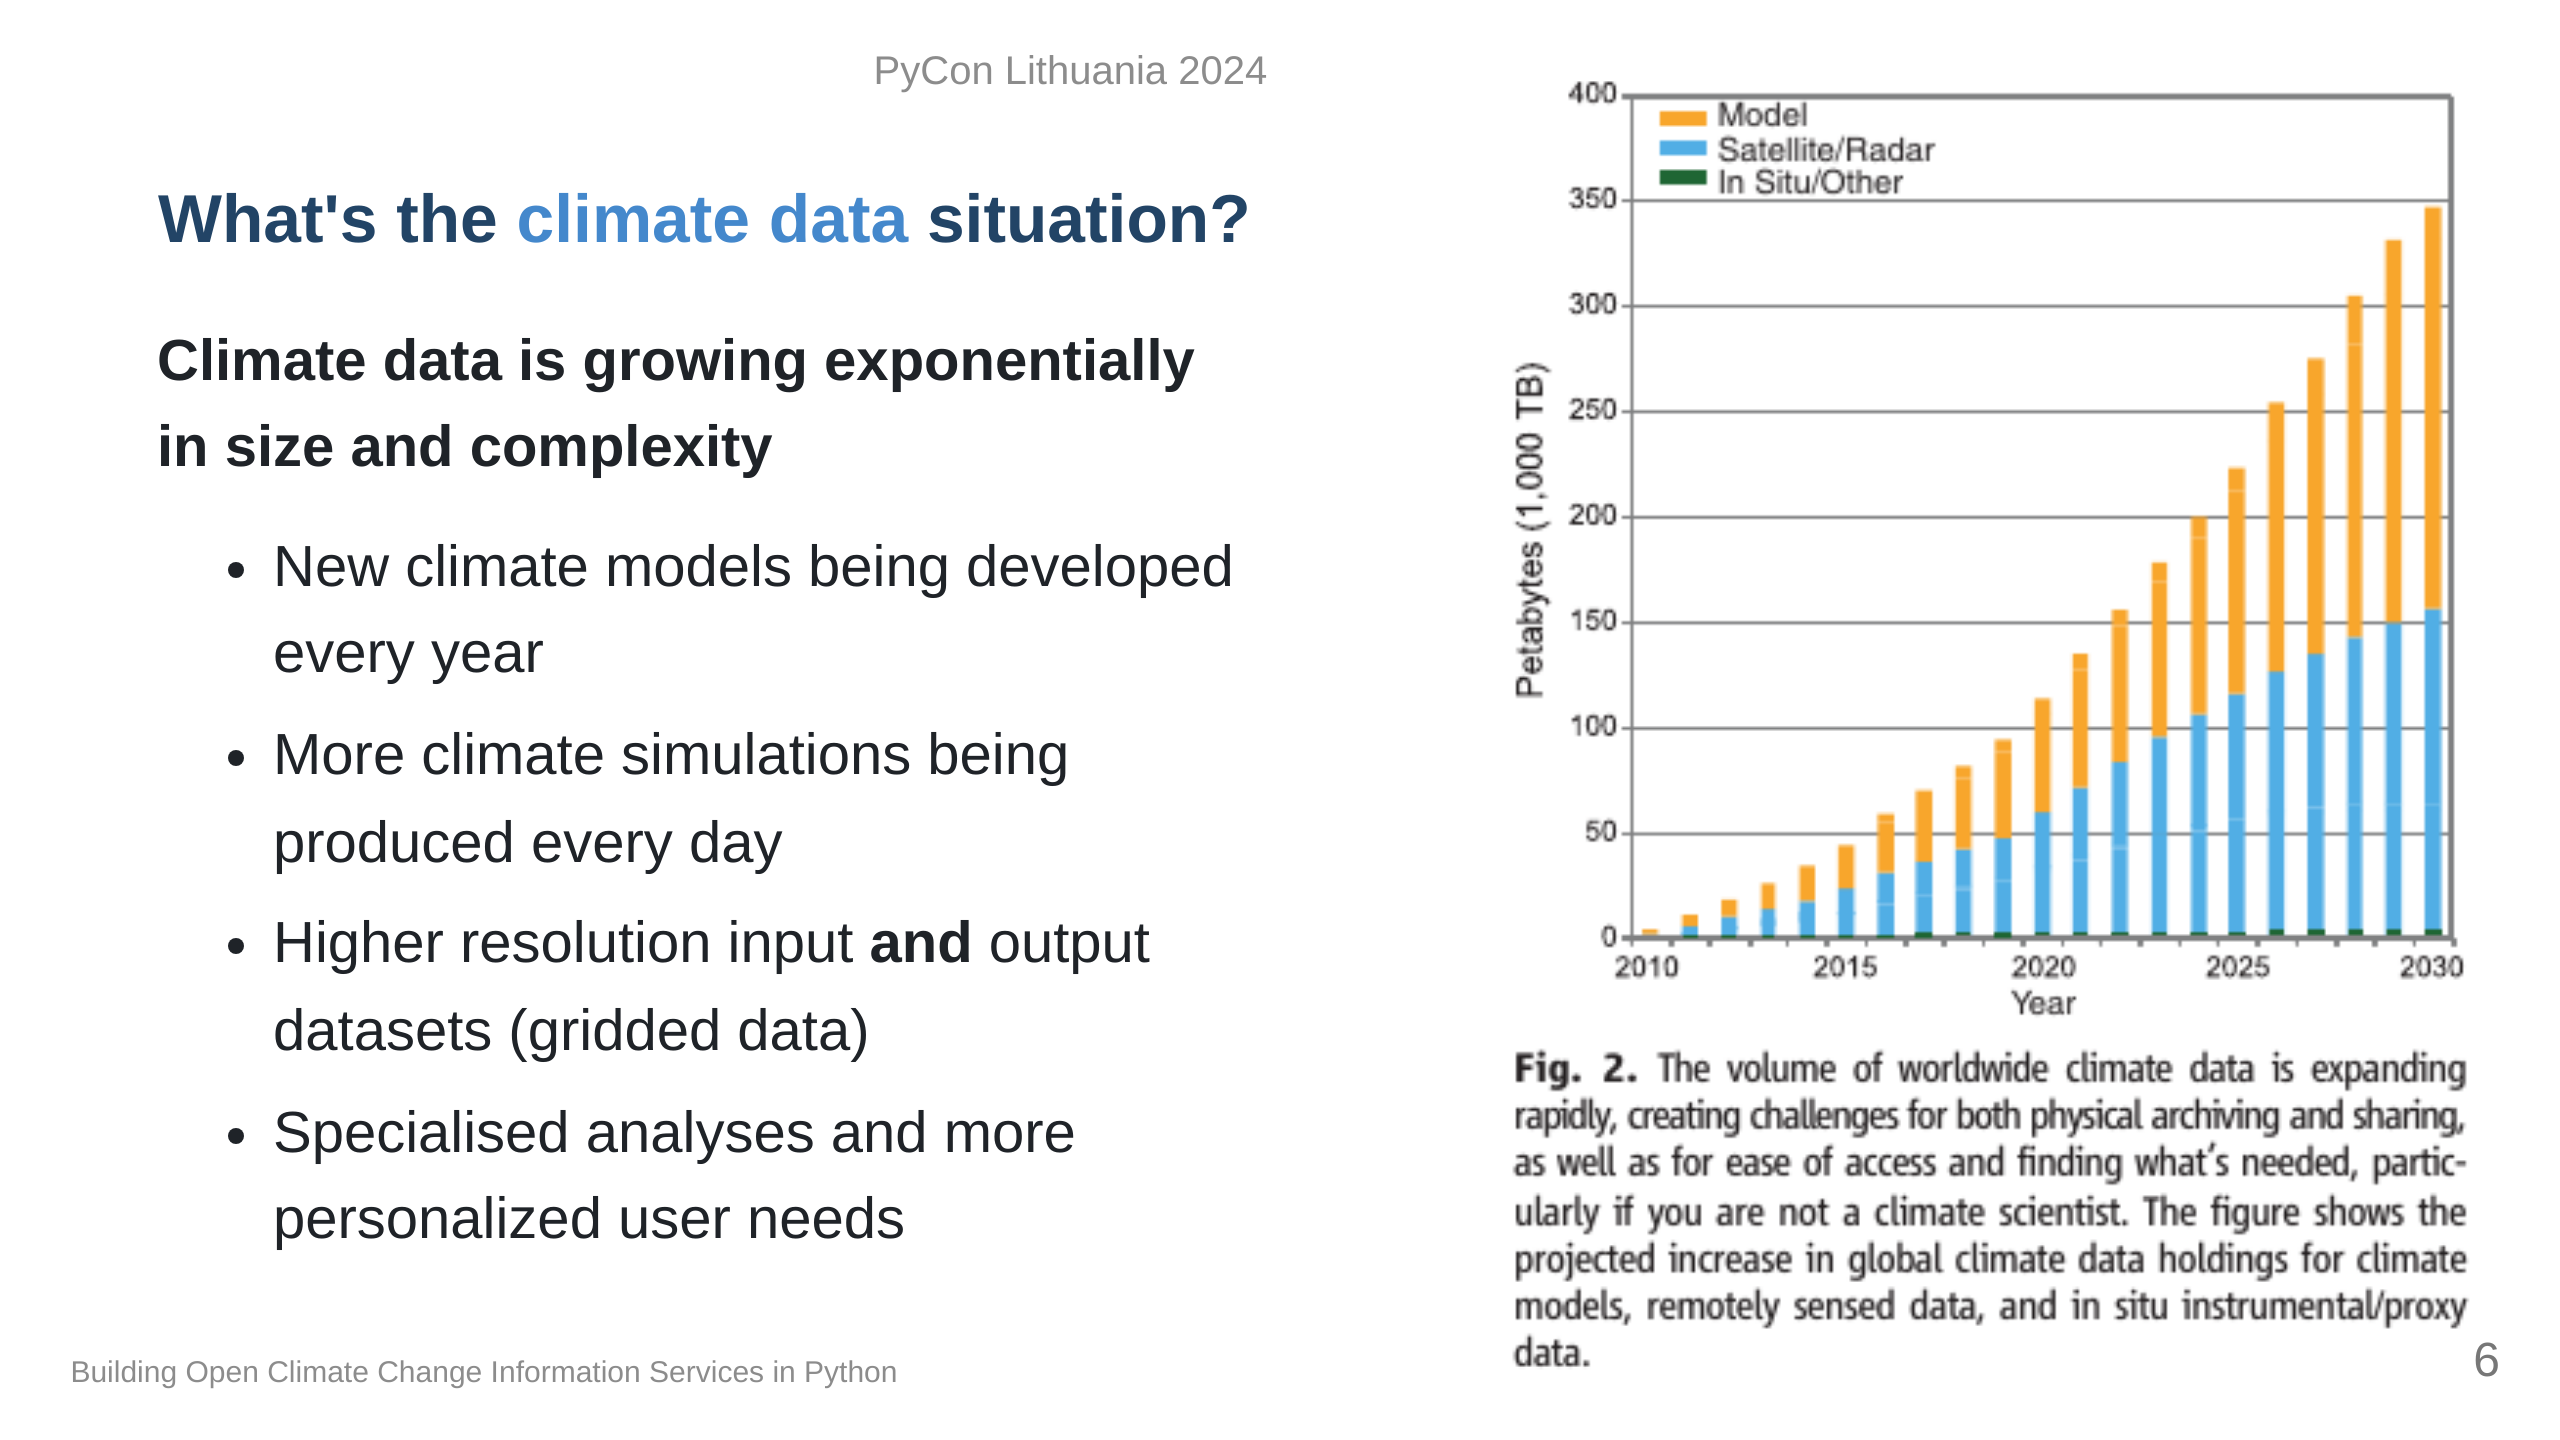 PyCon Lithuania 2024
What's the climate data situation?
Climate data is growing exponentially
in size and complexity
• New climate models being developed
every year
• More climate simulations being
produced every day
• Higher resolution input and output
datasets (gridded data)
• Specialised analyses and more
personalized user needs
400
350
300
250
200
150
100
50
0
Petabytes (1,000 TB)
Model
Satellite/Radar
In Situ/Other
2010 2015 2020 2025 2030
Year
Fig. 2. The volume of worldwide climate data is expanding
rapidly, creating challenges for both physical archiving and sharing,
as well as for ease of access and finding what's needed, partic-
ularly if you are not a climate scientist. The figure shows the
projected increase in global climate data holdings for climate
models, remotely sensed data, and in situ instrumental/proxy
data.
Building Open Climate Change Information Services in Python
6